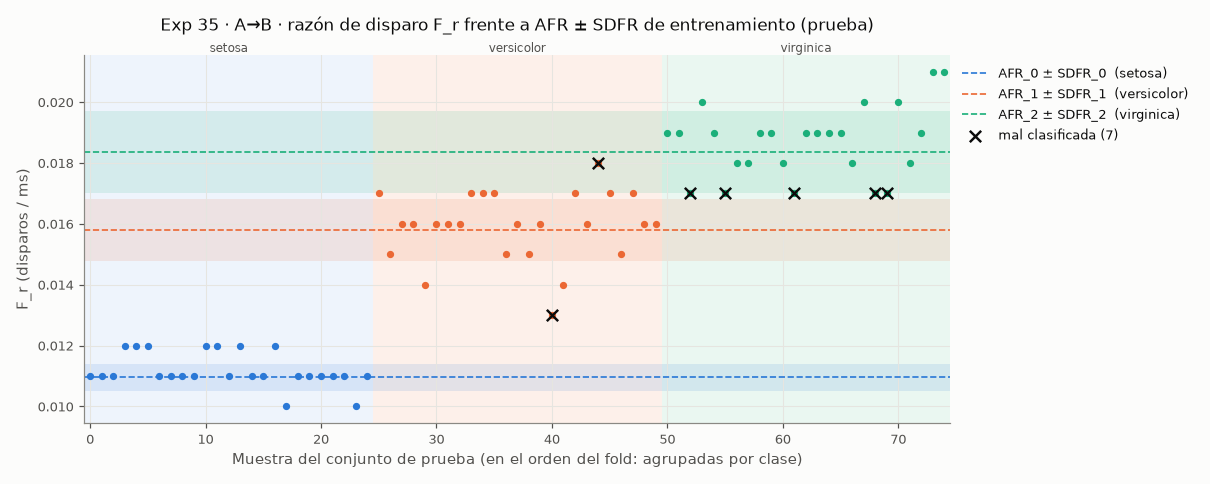 Exp 35 · A→B · razón de disparo F_r frente a AFR ± SDFR de entrenamiento (prueba)
setosa versicolor virginica
AFR_0 ± SDFR_0 (setosa)
AFR_1 ± SDFR_1 (versicolor)
AFR_2 ± SDFR_2 (virginica)
mal clasificada (7)
F_r (disparos / ms)
0.020
0.018
0.016
0.014
0.012
0.010
0 10 20 30 40 50 60 70
Muestra del conjunto de prueba (en el orden del fold: agrupadas por clase)